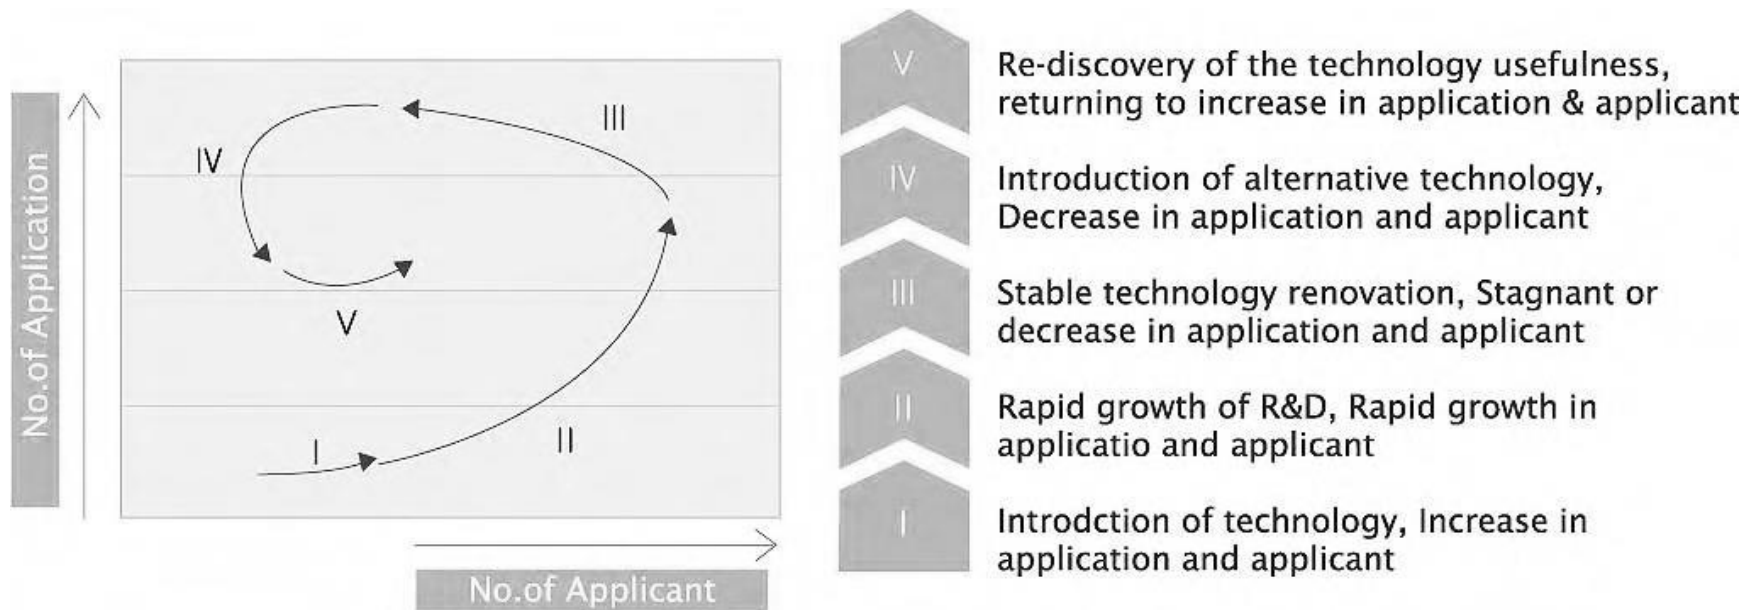 No.of Application
I
II
III
IV
V
No.of Applicant
V
Re-discovery of the technology usefulness,
returning to increase in application & applicant
IV
Introduction of alternative technology,
Decrease in application and applicant
III
Stable technology renovation, Stagnant or
decrease in application and applicant
II
Rapid growth of R&D, Rapid growth in
applicatio and applicant
I
Introdction of technology, Increase in
application and applicant